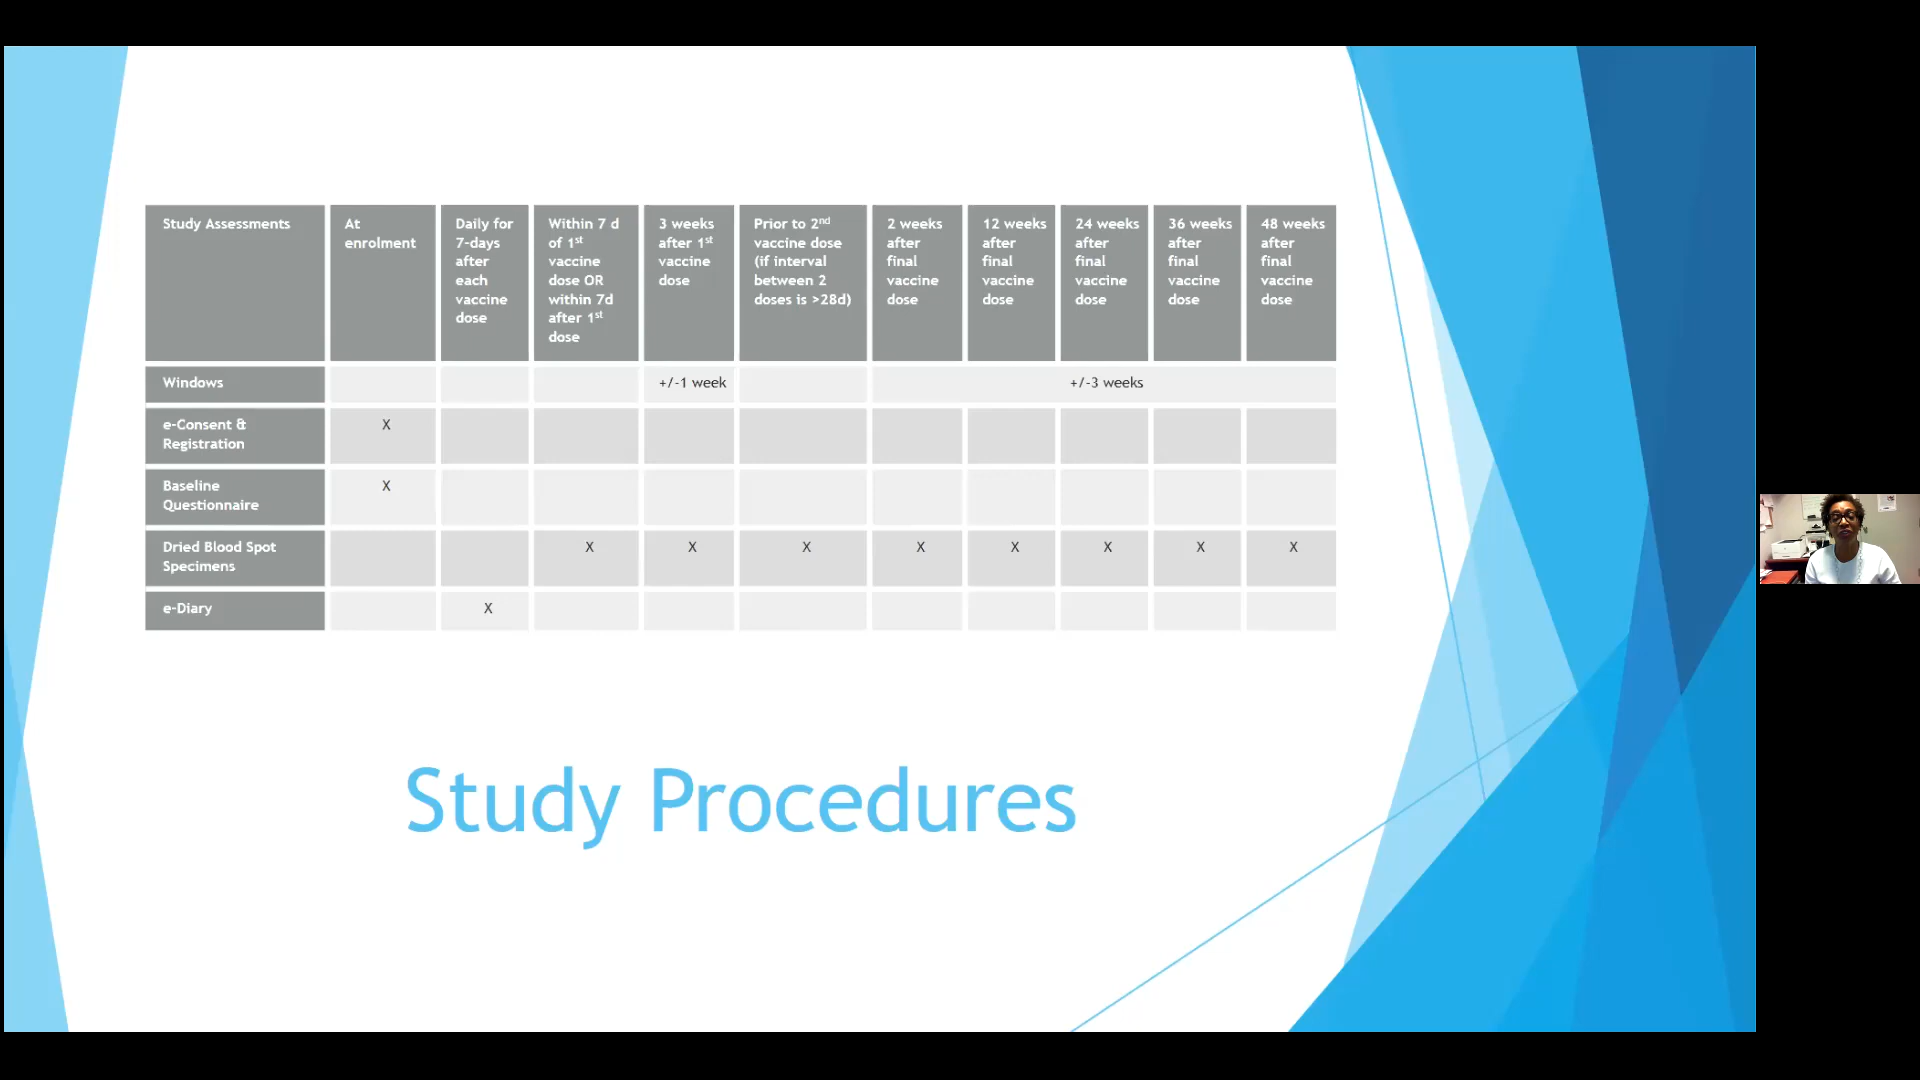 Study Assessments
At
enrolment
Daily for
7-days
after
each
vaccine
dose
Within 7 d
of 1st
vaccine
dose OR
within 7d
after 1st
dose
3 weeks
after 1st
vaccine
dose
Prior to 2nd
vaccine dose
(if interval
between 2
doses is >28d)
2 weeks
after
final
vaccine
dose
12 weeks
after
final
vaccine
dose
24 weeks
after
final
vaccine
dose
36 weeks
after
final
vaccine
dose
48 weeks
after
final
vaccine
dose
Windows
+/-1 week
+/-3 weeks
e-Consent &
Registration
X
Baseline
Questionnaire
X
Dried Blood Spot
Specimens
X X X X X X X X
e-Diary
X
Study Procedures